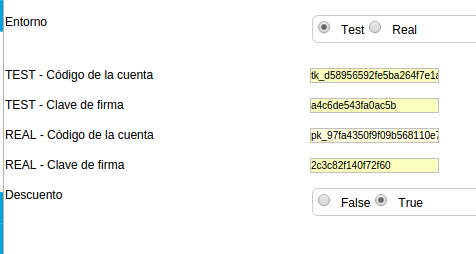 Entorno Test Real
TEST - Código de la cuenta tk_d58956592fe5ba264f7e1a
TEST - Clave de firma a4c6de543fa0ac5b
REAL - Código de la cuenta pk_97fa4350f9f09b568110e7
REAL - Clave de firma 2c3c82f140f72f60
Descuento False True